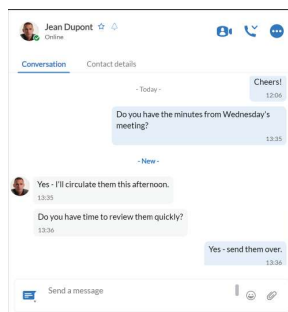 Jean Dupont
Online
Conversation
Contact details
Cheers!
12:06
- Today -
Do you have the minutes from Wednesday's
meeting?
13:35
- New -
Yes - I'll circulate them this afternoon.
13:35
Do you have time to review them quickly?
13:36
Yes - send them over.
13:36
Send a message